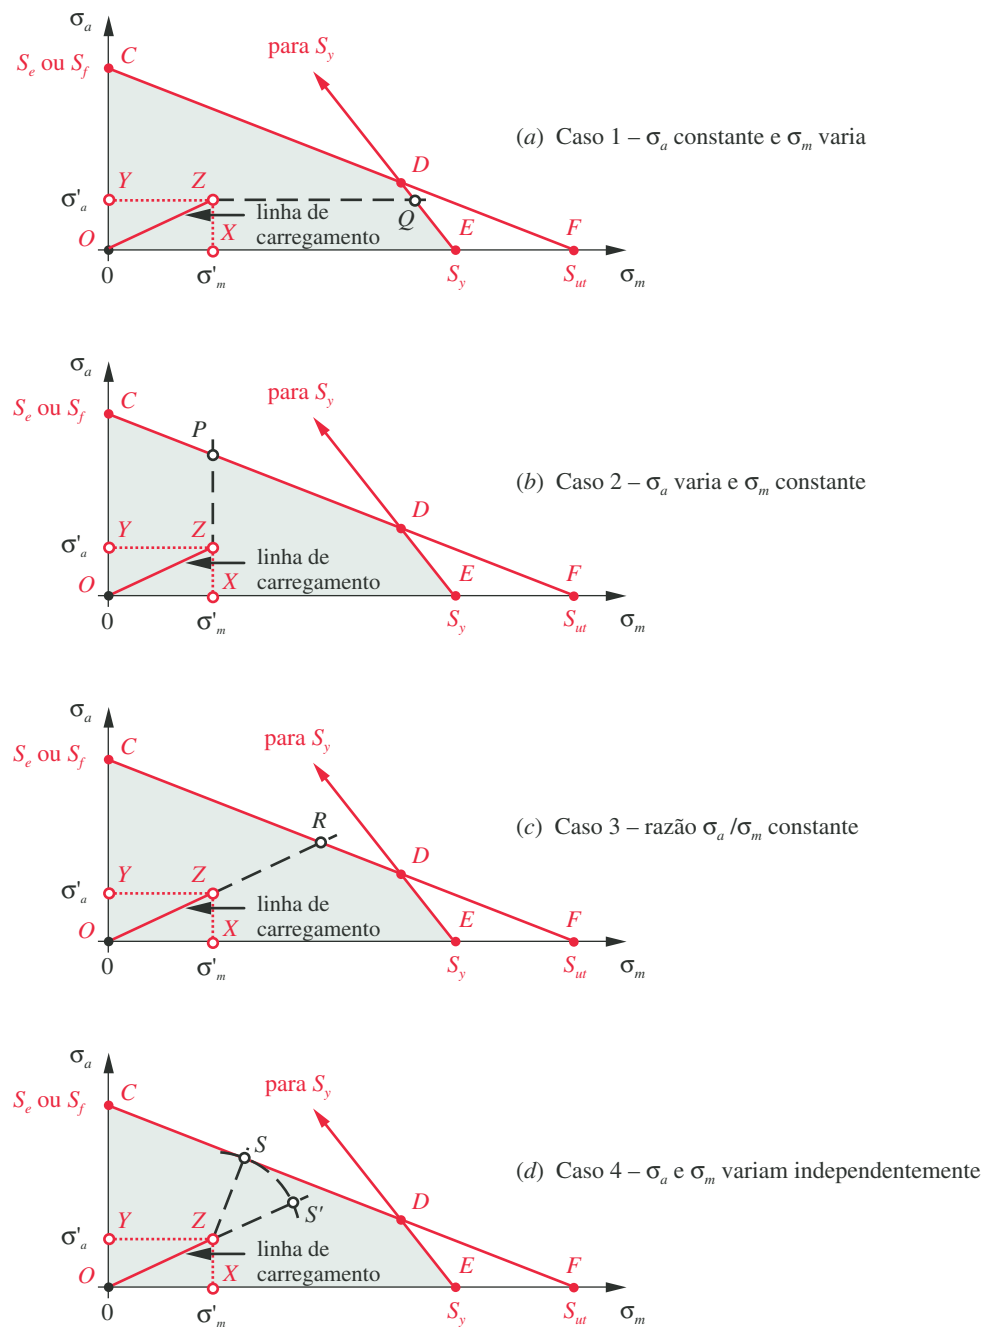 σa
Se ou Sf
C
para Sy
(a) Caso 1 – σa constante e σm varia
D
Y
Z
σ'a
Q
linha de
carregamento
O
X
E
F
0
σ'm
Sy
Sut
σm
σa
Se ou Sf
C
para Sy
P
(b) Caso 2 – σa varia e σm constante
D
Y
Z
σ'a
linha de
carregamento
O
X
E
F
0
σ'm
Sy
Sut
σm
σa
Se ou Sf
C
para Sy
R
(c) Caso 3 – razão σa /σm constante
D
Y
Z
σ'a
linha de
carregamento
O
X
E
F
0
σ'm
Sy
Sut
σm
σa
Se ou Sf
C
para Sy
S
(d) Caso 4 – σa e σm variam independentemente
D
Y
Z
S'
σ'a
linha de
carregamento
O
X
E
F
0
σ'm
Sy
Sut
σm